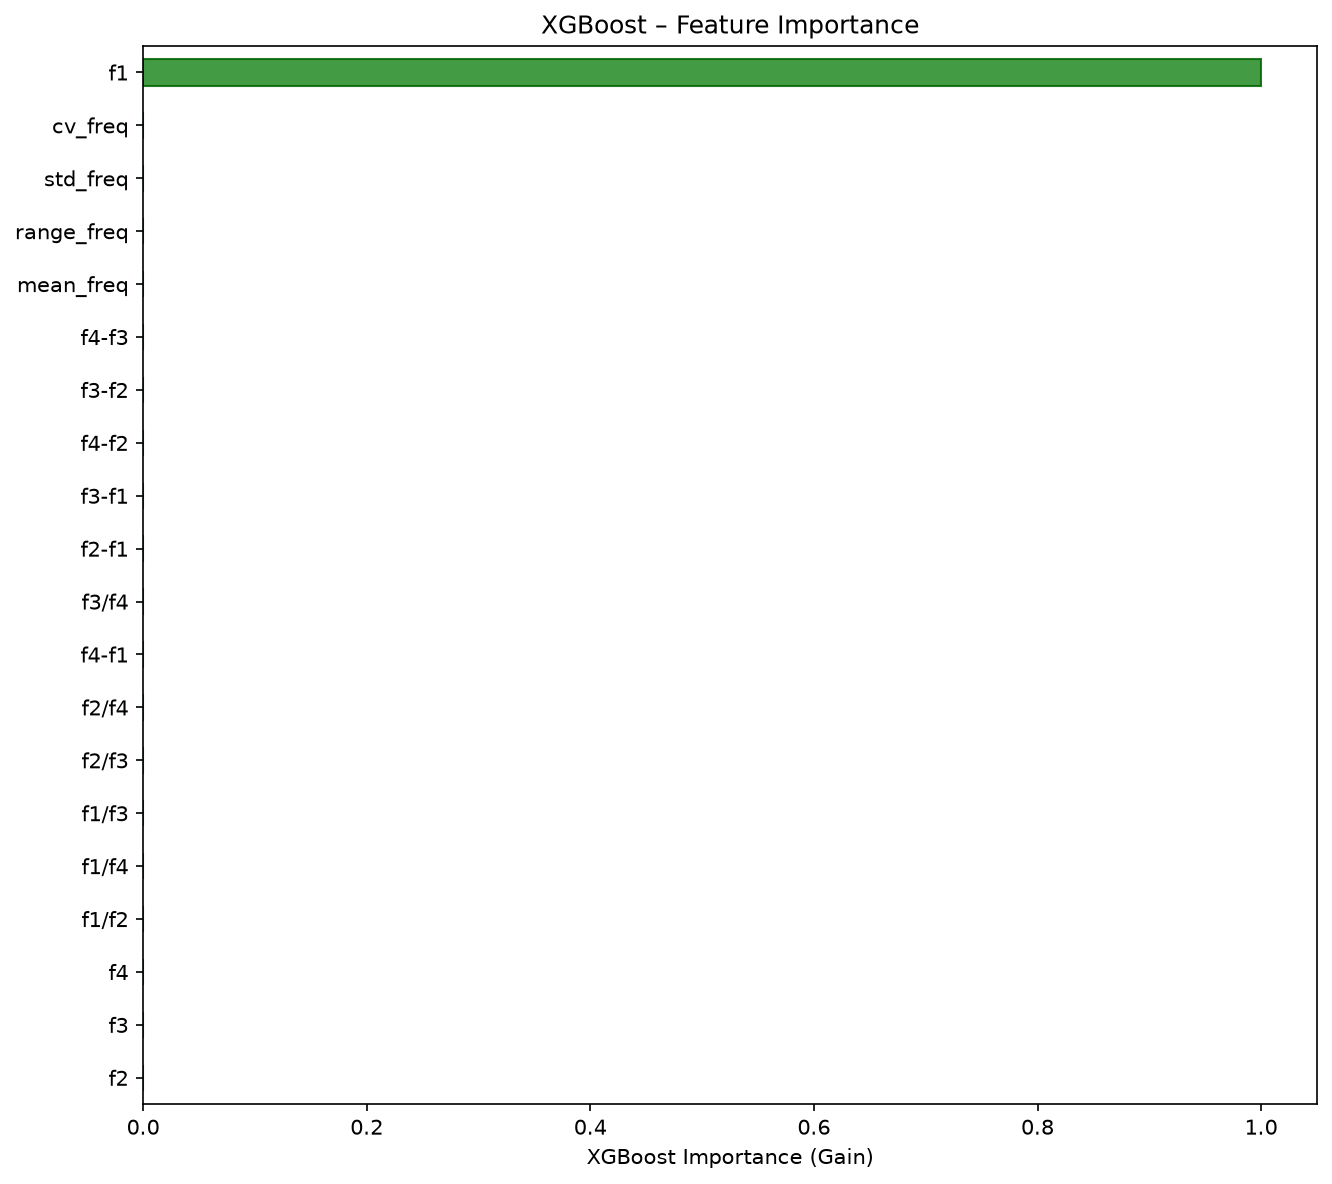 XGBoost – Feature Importance
f1
cv_freq
std_freq
range_freq
mean_freq
f4-f3
f3-f2
f4-f2
f3-f1
f2-f1
f3/f4
f4-f1
f2/f4
f2/f3
f1/f3
f1/f4
f1/f2
f4
f3
f2
0.0 0.2 0.4 0.6 0.8 1.0
XGBoost Importance (Gain)